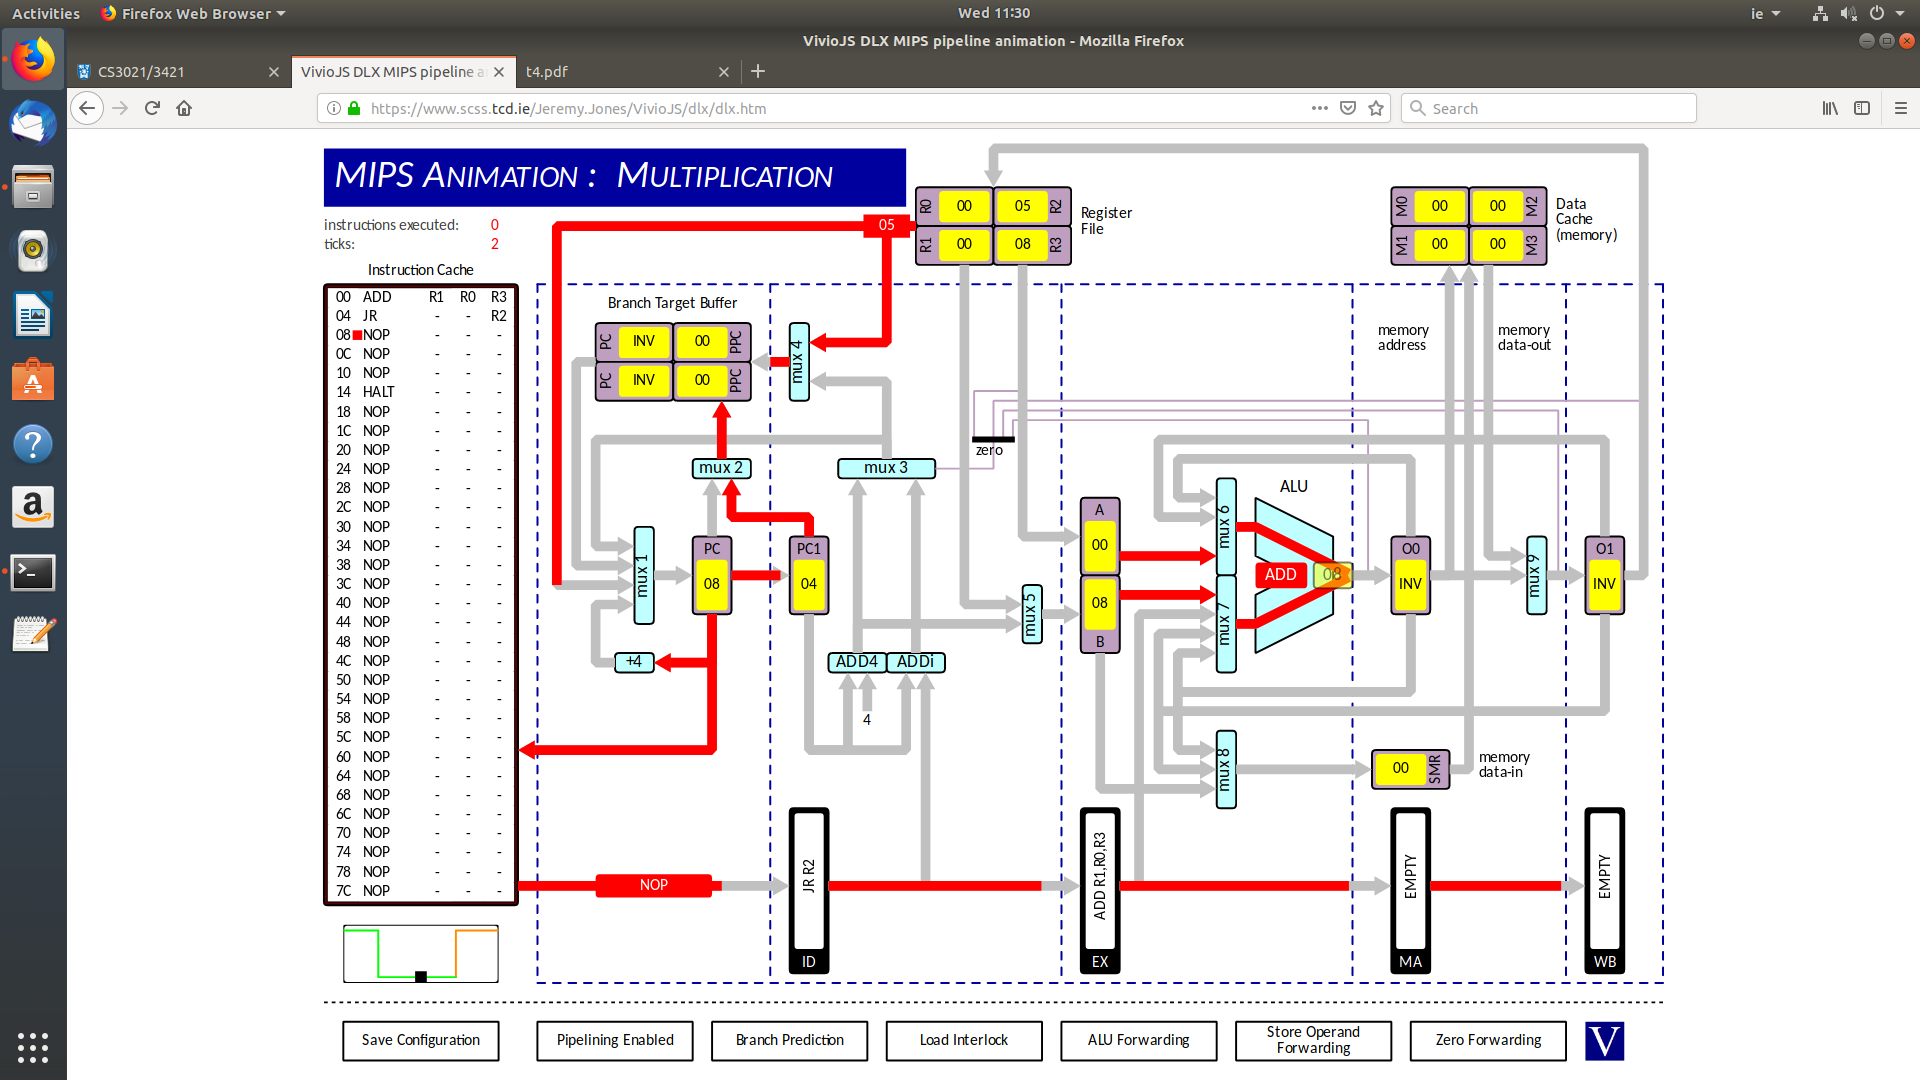 Activities Firefox Web Browser Wed 11:30 ie
VivioJS DLX MIPS pipeline animation - Mozilla Firefox
CS3021/3421 VivioJS DLX MIPS pipeline a t4.pdf
https://www.scss.tcd.ie/Jeremy.Jones/VivioJS/dlx/dlx.htm Search
MIPS ANIMATION : MULTIPLICATION
instructions executed: 0
ticks: 2
Instruction Cache
00 ADD R1 R0 R3
04 JR - - R2
08 NOP - - -
0C NOP - - -
10 NOP - - -
14 HALT - - -
18 NOP - - -
1C NOP - - -
20 NOP - - -
24 NOP - - -
28 NOP - - -
2C NOP - - -
30 NOP - - -
34 NOP - - -
38 NOP - - -
3C NOP - - -
40 NOP - - -
44 NOP - - -
48 NOP - - -
4C NOP - - -
50 NOP - - -
54 NOP - - -
58 NOP - - -
5C NOP - - -
60 NOP - - -
64 NOP - - -
68 NOP - - -
6C NOP - - -
70 NOP - - -
74 NOP - - -
78 NOP - - -
7C NOP - - -
05
R0 00 05 R2
R1 00 08 R3
Register
File
M0 00 00 M2
M1 00 00 M3
Data
Cache
(memory)
Branch Target Buffer
PC INV 00 PPC
PC INV 00 PPC
mux 4
memory
address
memory
data-out
zero
mux 2
mux 3
mux 1
PC
08
PC1
04
+4
ADD4 ADDi
4
mux 5
A
00
08
B
mux 6
mux 7
ALU
ADD 08
O0
INV
mux 9
O1
INV
mux 8
00 SMR
memory
data-in
NOP
JR R2
ID
ADD R1,R0,R3
EX
EMPTY
MA
EMPTY
WB
Save Configuration
Pipelining Enabled
Branch Prediction
Load Interlock
ALU Forwarding
Store Operand
Forwarding
Zero Forwarding
V